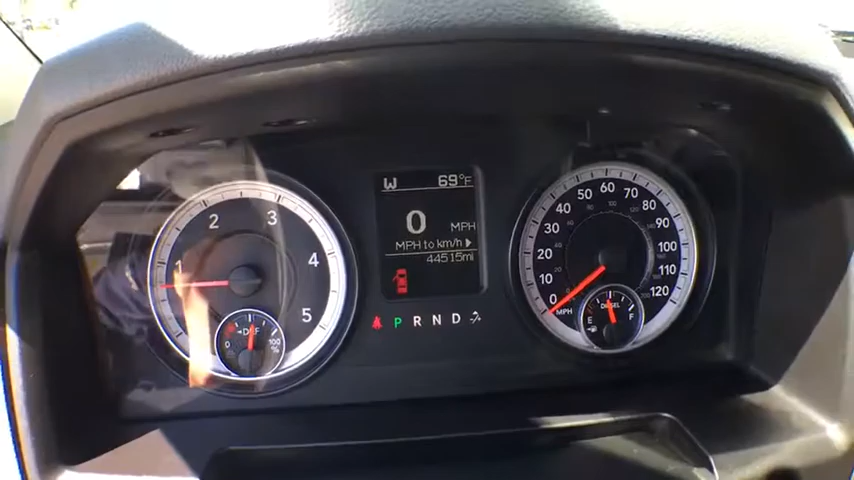 W 69°F
0 MPH
MPH to km/h
44515mi
P R N D
1 2 3 4 5
DEF
0 100%
0 10 20 30 40 50 60 70 80 90 100 110 120
MPH
DIESEL
E F